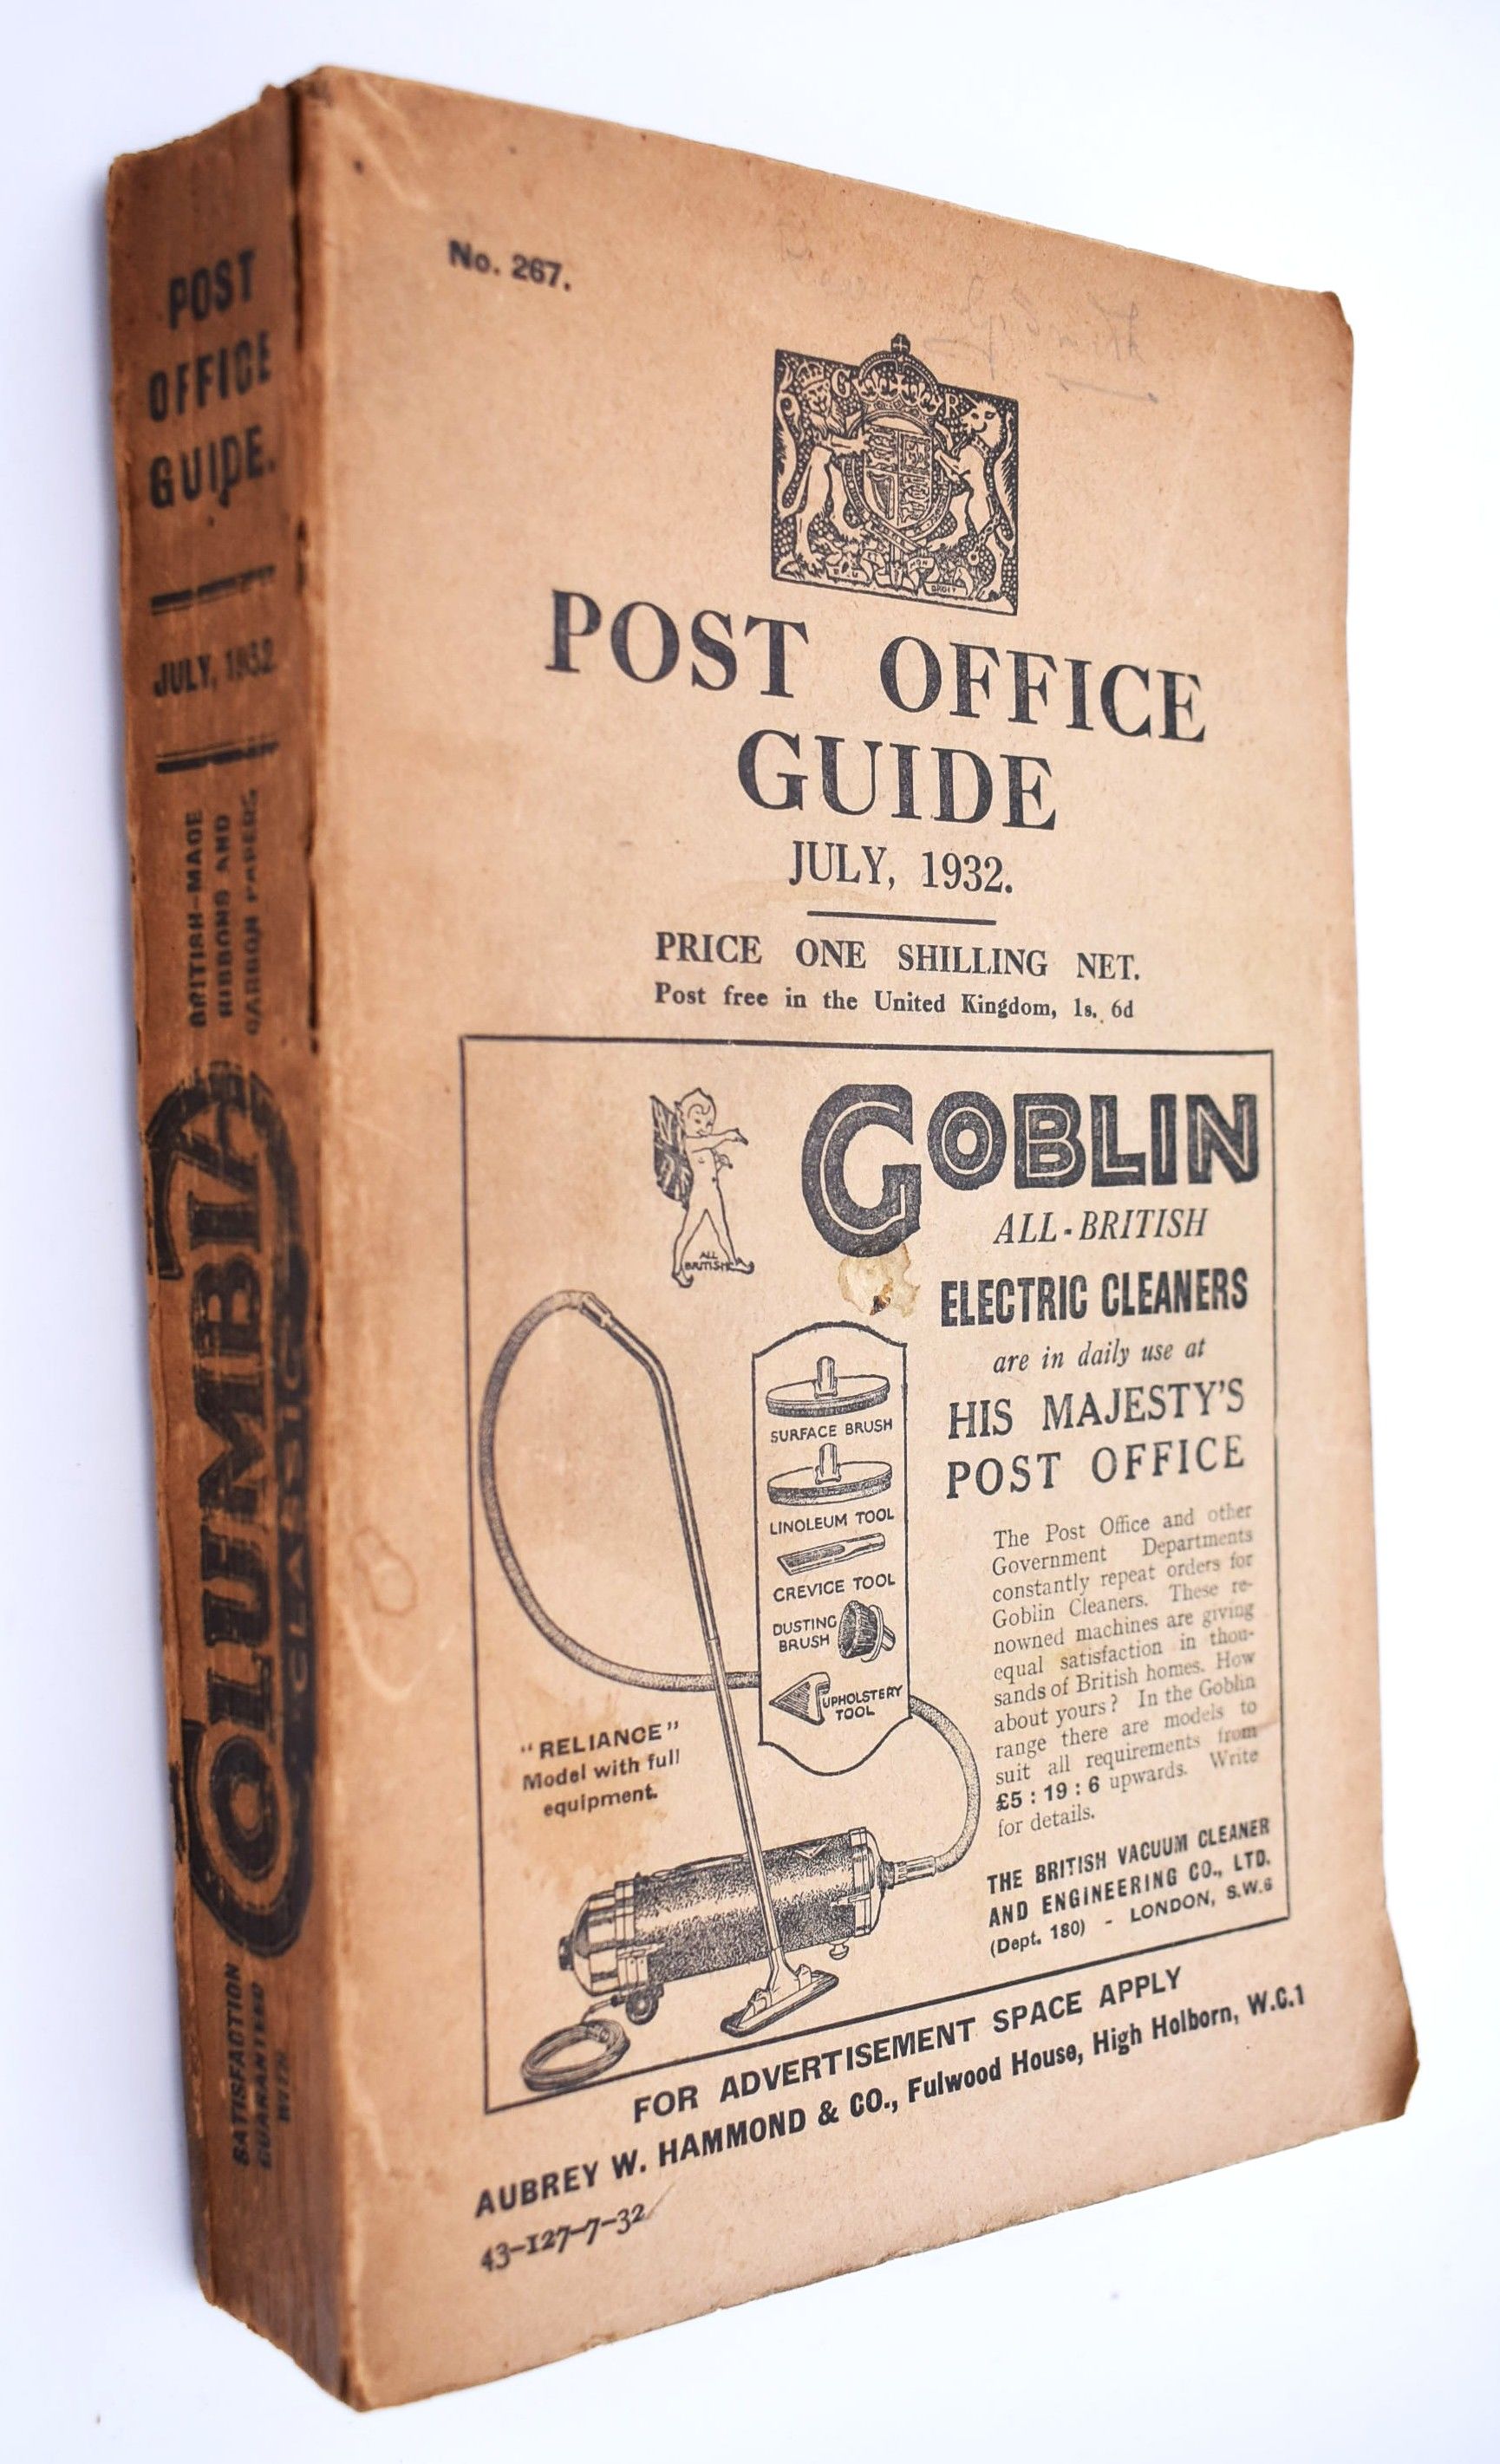 POST
OFFICE
GUIDE.
JULY, 1932
BRITISH-MADE
RIBBONS AND
CARBON PAPERS
COLUMBIA
CLARION
SATISFACTION
GUARANTEED
WITH
No. 267.
G R
DROIT
POST OFFICE
GUIDE
JULY, 1932.
PRICE ONE SHILLING NET.
Post free in the United Kingdom, 1s. 6d
GOBLIN
ALL BRITISH
ALL-BRITISH
ELECTRIC CLEANERS
are in daily use at
HIS MAJESTY'S
POST OFFICE
SURFACE BRUSH
LINOLEUM TOOL
CREVICE TOOL
DUSTING
BRUSH
UPHOLSTERY
TOOL
"RELIANCE"
Model with full
equipment.
The Post Office and other
Government Departments
constantly repeat orders for
Goblin Cleaners. These re-
nowned machines are giving
equal satisfaction in thou-
sands of British homes. How
about yours? In the Goblin
range there are models to
suit all requirements from
£5 : 19 : 6 upwards. Write
for details.
THE BRITISH VACUUM CLEANER
AND ENGINEERING CO., LTD.
(Dept. 180) - LONDON, S.W.6
FOR ADVERTISEMENT SPACE APPLY
AUBREY W. HAMMOND & CO., Fulwood House, High Holborn, W.C.1
43-127-7-32